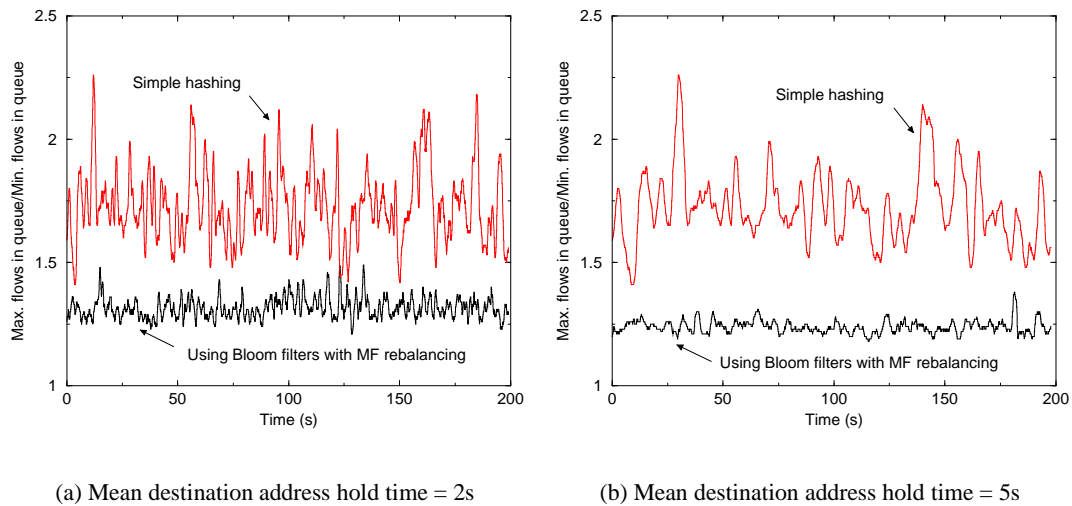 2.5
2
1.5
1
Max. flows in queue/Min. flows in queue
Simple hashing
Using Bloom filters with MF rebalancing
0
50
100
150
200
Time (s)
(a) Mean destination address hold time = 2s
2.5
2
1.5
1
Max. flows in queue/Min. flows in queue
Simple hashing
Using Bloom filters with MF rebalancing
0
50
100
150
200
Time (s)
(b) Mean destination address hold time = 5s